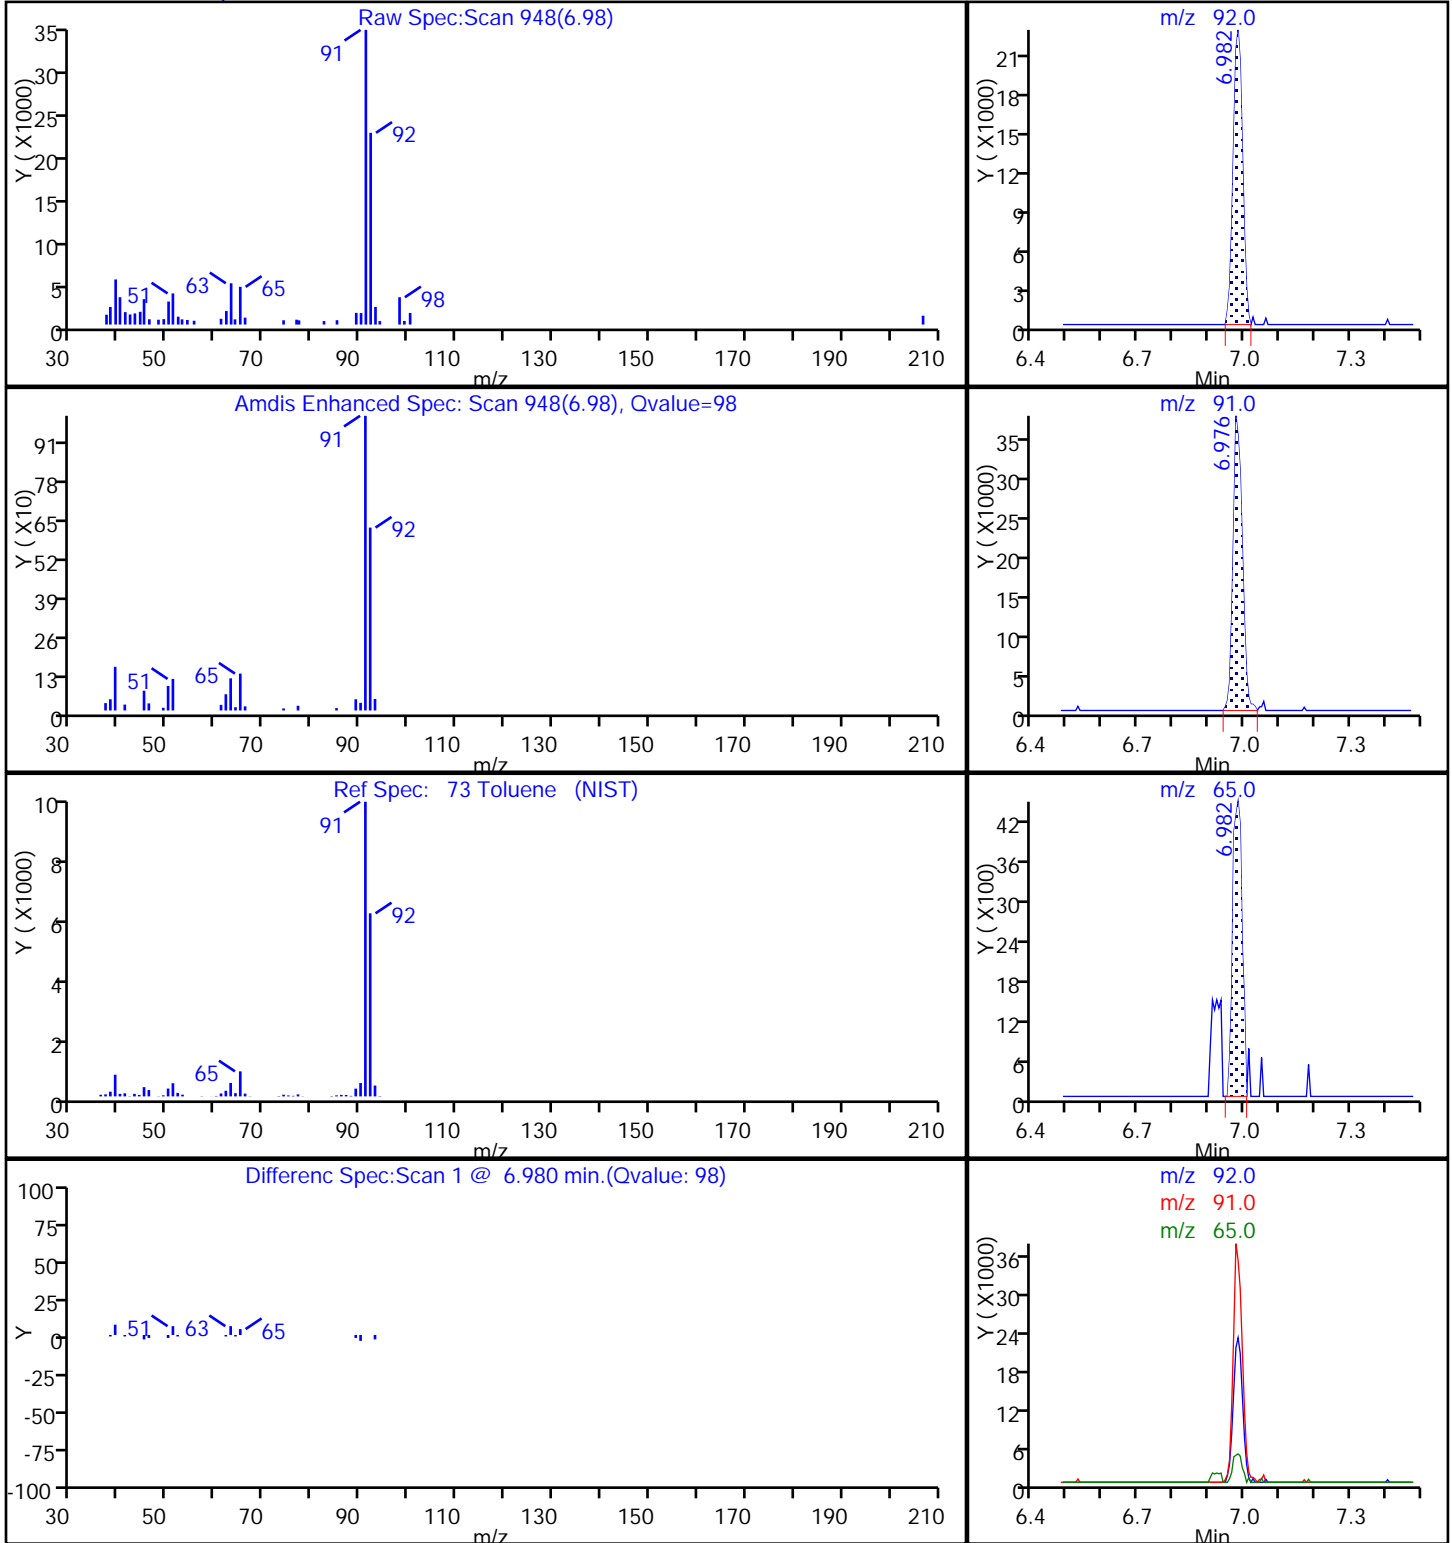 Raw Spec:Scan 948(6.98)
35
30
25
20
15
10
5
0
Y ( X1000)
91
92
51
63
65
98
30 50 70 90 110 130 150 170 190 210
m/z
m/z 92.0
21
18
15
12
9
6
3
0
Y ( X1000)
6.982
6.4 6.7 7.0 7.3
Min
Amdis Enhanced Spec: Scan 948(6.98), Qvalue=98
91
78
65
52
39
26
13
0
Y ( X10)
91
92
51
65
30 50 70 90 110 130 150 170 190 210
m/z
m/z 91.0
35
30
25
20
15
10
5
0
Y ( X1000)
6.976
6.4 6.7 7.0 7.3
Min
Ref Spec: 73 Toluene (NIST)
10
8
6
4
2
0
Y ( X1000)
91
92
65
30 50 70 90 110 130 150 170 190 210
m/z
m/z 65.0
42
36
30
24
18
12
6
0
Y ( X100)
6.982
6.4 6.7 7.0 7.3
Min
Differenc Spec:Scan 1 @ 6.980 min.(Qvalue: 98)
100
75
50
25
0
-25
-50
-75
-100
Y
51
63
65
30 50 70 90 110 130 150 170 190 210
m/z
m/z 92.0
m/z 91.0
m/z 65.0
36
30
24
18
12
6
0
Y ( X1000)
6.4 6.7 7.0 7.3
Min